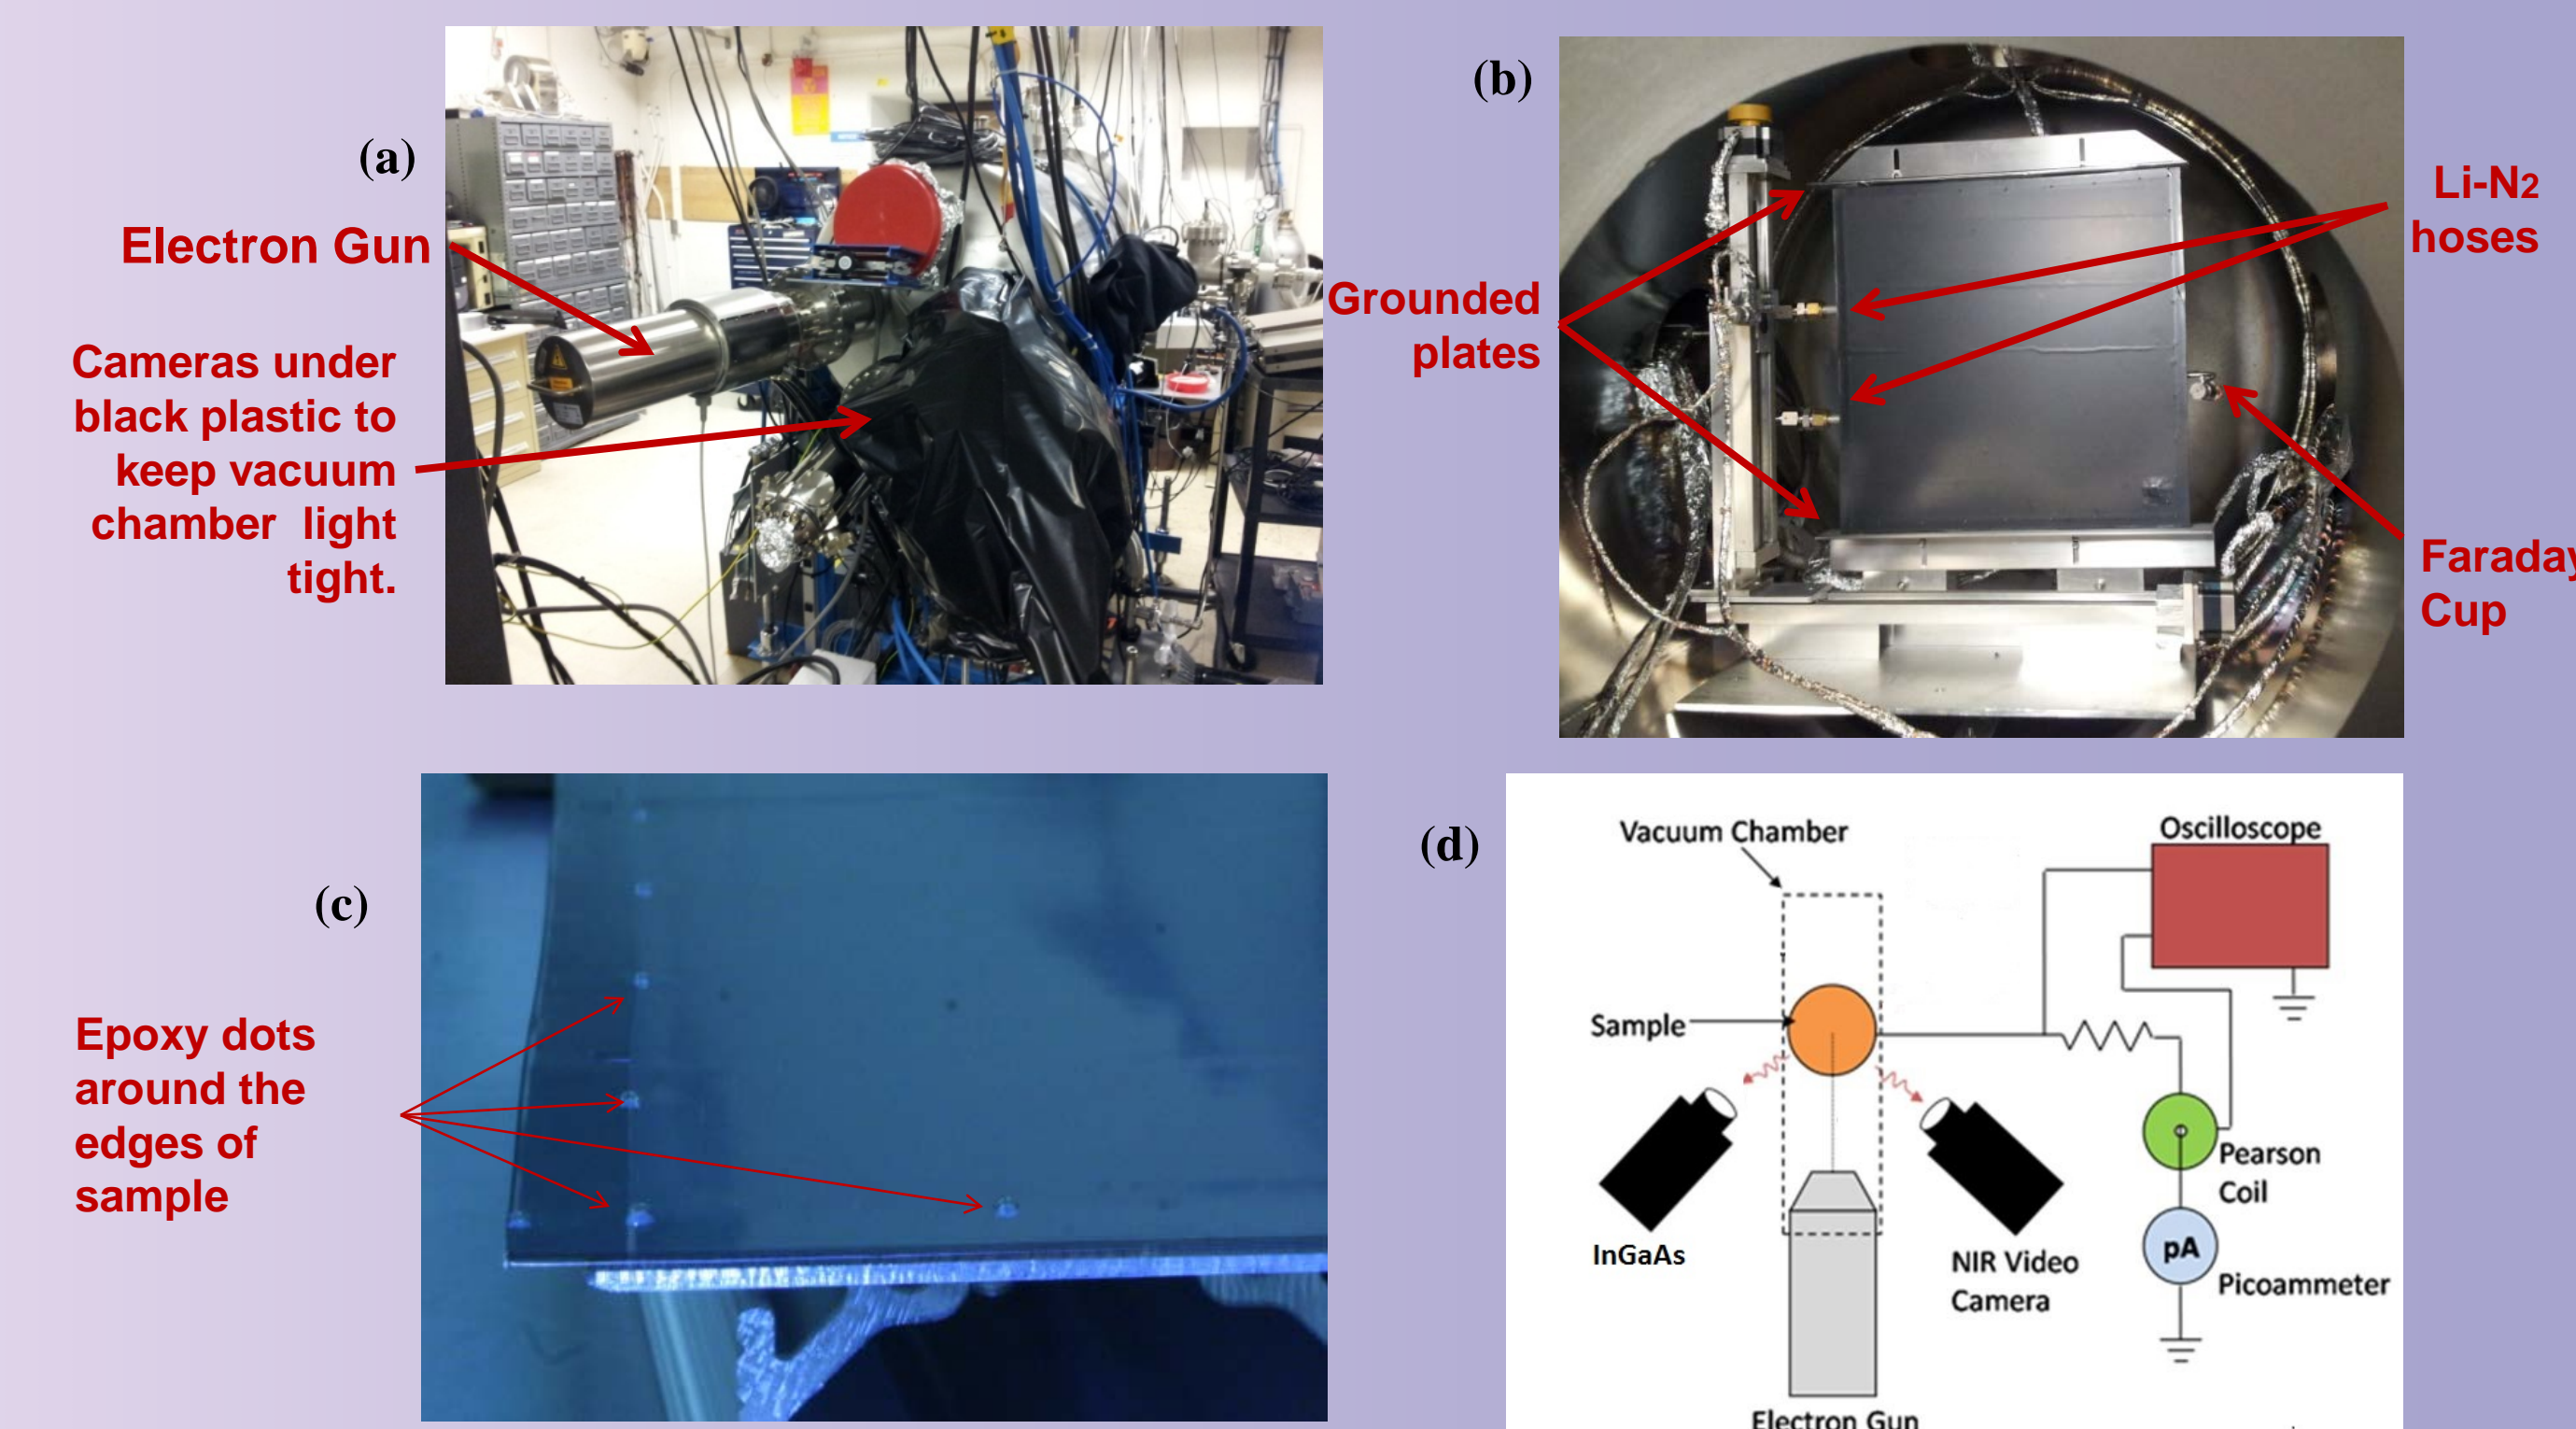 (a)
Electron Gun
Cameras under
black plastic to
keep vacuum
chamber light
tight.
(b)
Grounded
plates
Li-N2
hoses
Faraday
Cup
(c)
Epoxy dots
around the
edges of
sample
(d)
Vacuum Chamber
Oscilloscope
Sample
InGaAs
NIR Video
Camera
Pearson
Coil
pA
Picoammeter
Electron Gun